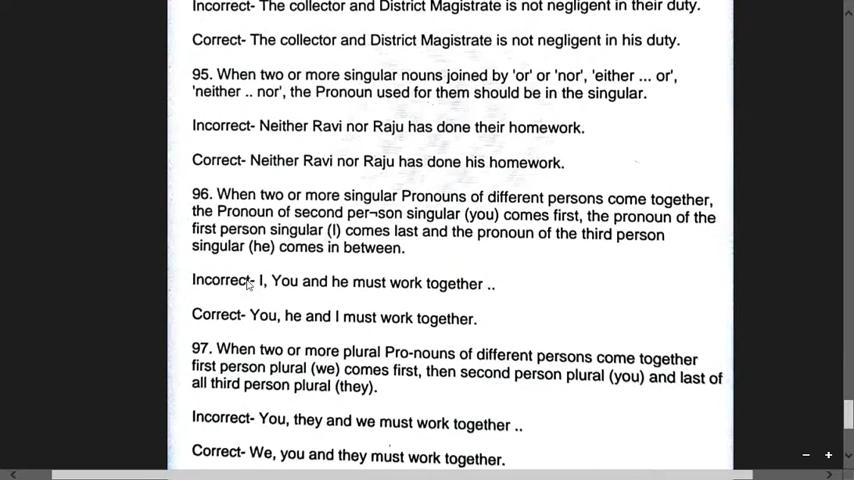 Incorrect- The collector and District Magistrate is not negligent in their duty.
Correct- The collector and District Magistrate is not negligent in his duty.
95. When two or more singular nouns joined by 'or' or 'nor', 'either ... or',
'neither .. nor', the Pronoun used for them should be in the singular.
Incorrect- Neither Ravi nor Raju has done their homework.
Correct- Neither Ravi nor Raju has done his homework.
96. When two or more singular Pronouns of different persons come together,
the Pronoun of second per¬son singular (you) comes first, the pronoun of the
first person singular (I) comes last and the pronoun of the third person
singular (he) comes in between.
Incorrect- I, You and he must work together ..
Correct- You, he and I must work together.
97. When two or more plural Pro-nouns of different persons come together
first person plural (we) comes first, then second person plural (you) and last of
all third person plural (they).
Incorrect- You, they and we must work together ..
Correct- We, you and they must work together.